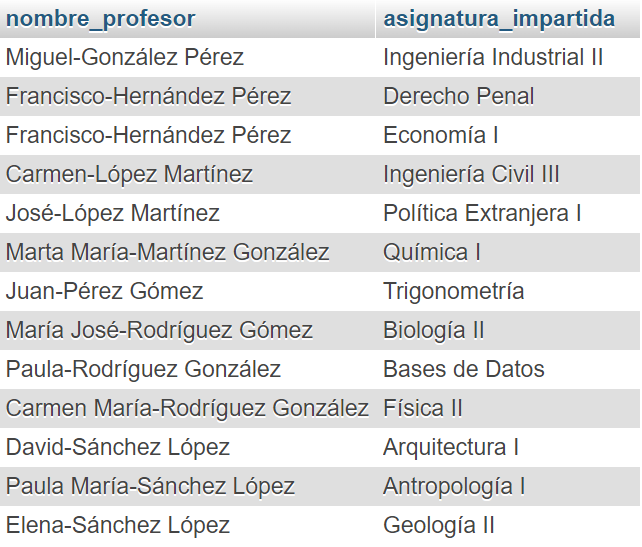 nombre_profesor asignatura_impartida
Miguel-González Pérez Ingeniería Industrial II
Francisco-Hernández Pérez Derecho Penal
Francisco-Hernández Pérez Economía I
Carmen-López Martínez Ingeniería Civil III
José-López Martínez Política Extranjera I
Marta María-Martínez González Química I
Juan-Pérez Gómez Trigonometría
María José-Rodríguez Gómez Biología II
Paula-Rodríguez González Bases de Datos
Carmen María-Rodríguez González Física II
David-Sánchez López Arquitectura I
Paula María-Sánchez López Antropología I
Elena-Sánchez López Geología II